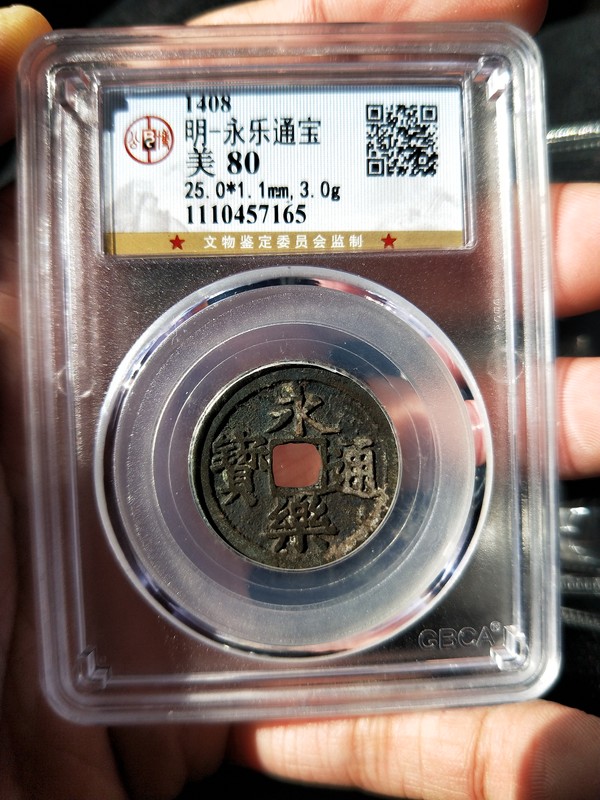 1408
明-永乐通宝
美 80
25.0*1.1mm,3.0g
1110457165
★ 文物鉴定委员会监制 ★
永
寳 通
樂
GBCA®